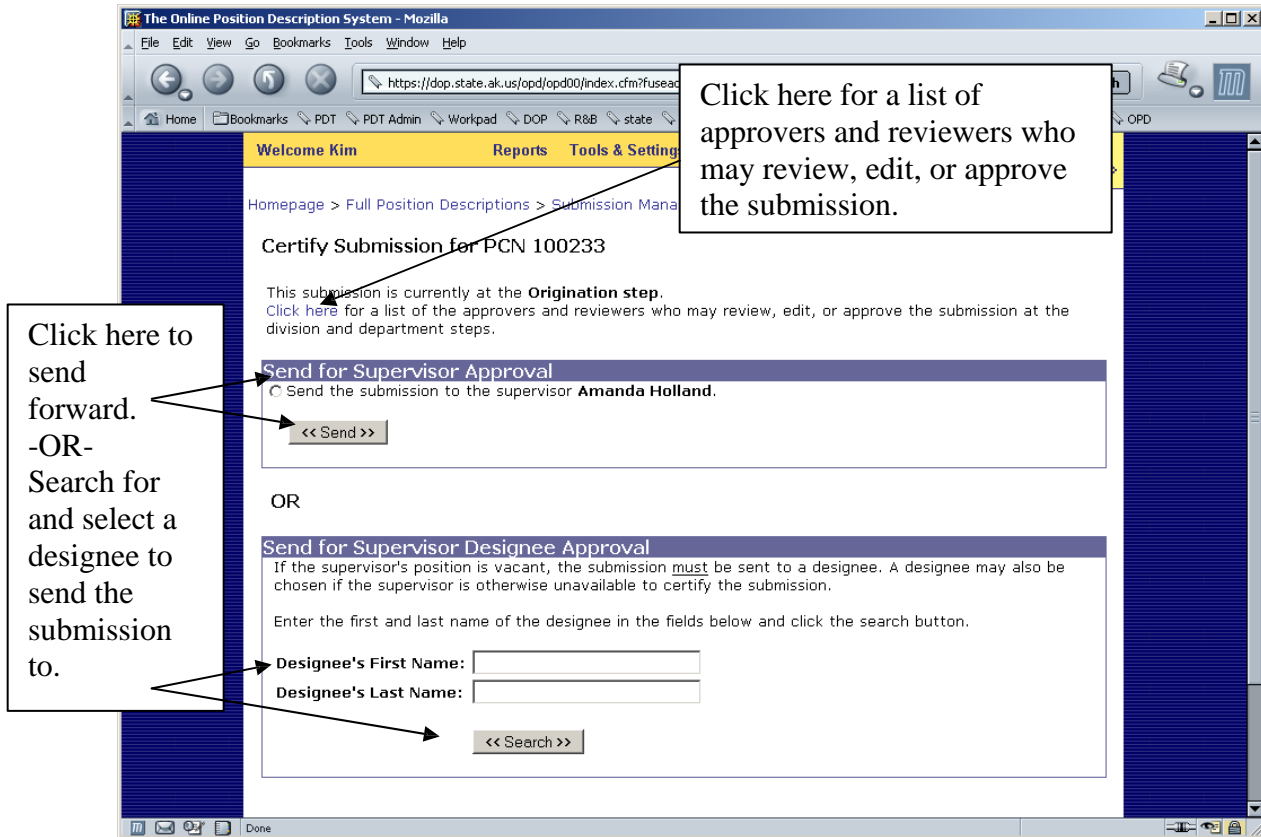 The Online Position Description System - Mozilla
File Edit View Go Bookmarks Tools Window Help
https://dop.state.ak.us/opd/opd00/index.cfm?fuseac
Home Bookmarks PDT PDT Admin Workpad DOP R&B state OPD
Welcome Kim Reports Tools & Settings
Homepage > Full Position Descriptions > Submission Mana
Click here for a list of
approvers and reviewers who
may review, edit, or approve
the submission.
Certify Submission for PCN 100233
This submission is currently at the Origination step.
Click here for a list of the approvers and reviewers who may review, edit, or approve the submission at the
division and department steps.
Click here to
send
forward.
-OR-
Search for
and select a
designee to
send the
submission
to.
Send for Supervisor Approval
Send the submission to the supervisor Amanda Holland.
<< Send >>
OR
Send for Supervisor Designee Approval
If the supervisor's position is vacant, the submission must be sent to a designee. A designee may also be
chosen if the supervisor is otherwise unavailable to certify the submission.
Enter the first and last name of the designee in the fields below and click the search button.
Designee's First Name:
Designee's Last Name:
<< Search >>
Done